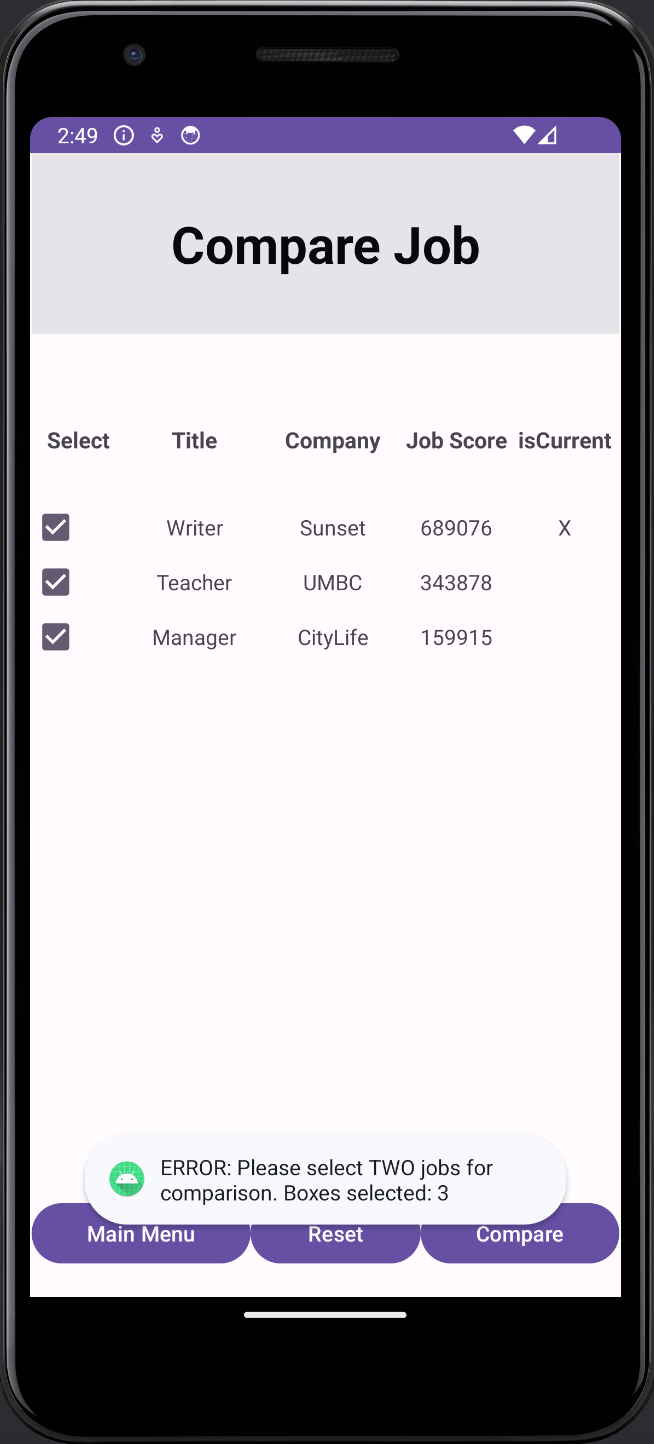 2:49
Compare Job
Select Title Company Job Score isCurrent
Writer Sunset 689076 X
Teacher UMBC 343878
Manager CityLife 159915
ERROR: Please select TWO jobs for
comparison. Boxes selected: 3
Main Menu Reset Compare